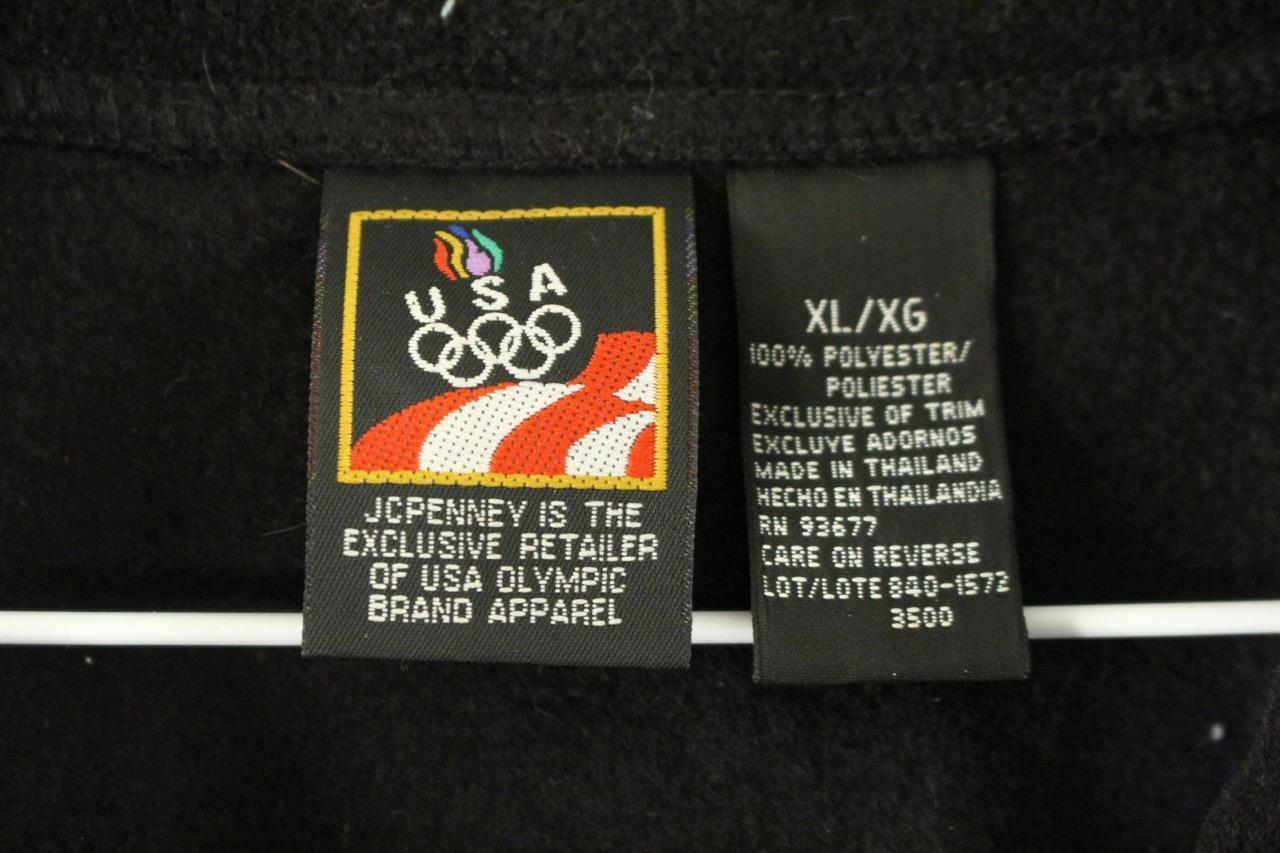 USA
JCPENNEY IS THE
EXCLUSIVE RETAILER
OF USA OLYMPIC
BRAND APPAREL
XL/XG
100% POLYESTER/
POLIESTER
EXCLUSIVE OF TRIM
EXCLUYE ADORNOS
MADE IN THAILAND
HECHO EN THAILANDIA
RN 93677
CARE ON REVERSE
LOT/LOTE 840-1573
3500